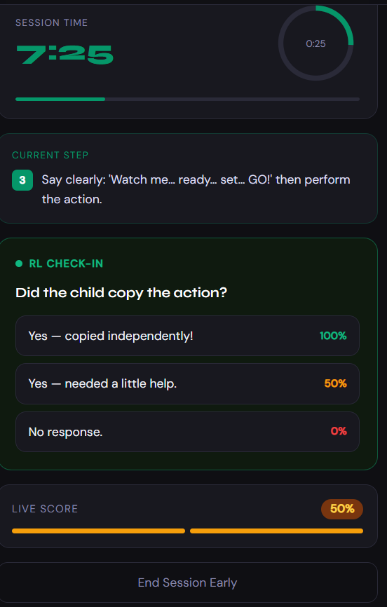 SESSION TIME
7:25
0:25
CURRENT STEP
3
Say clearly: 'Watch me... ready... set... GO!' then perform
the action.
RL CHECK-IN
Did the child copy the action?
Yes — copied independently!
100%
Yes — needed a little help.
50%
No response.
0%
LIVE SCORE
50%
End Session Early